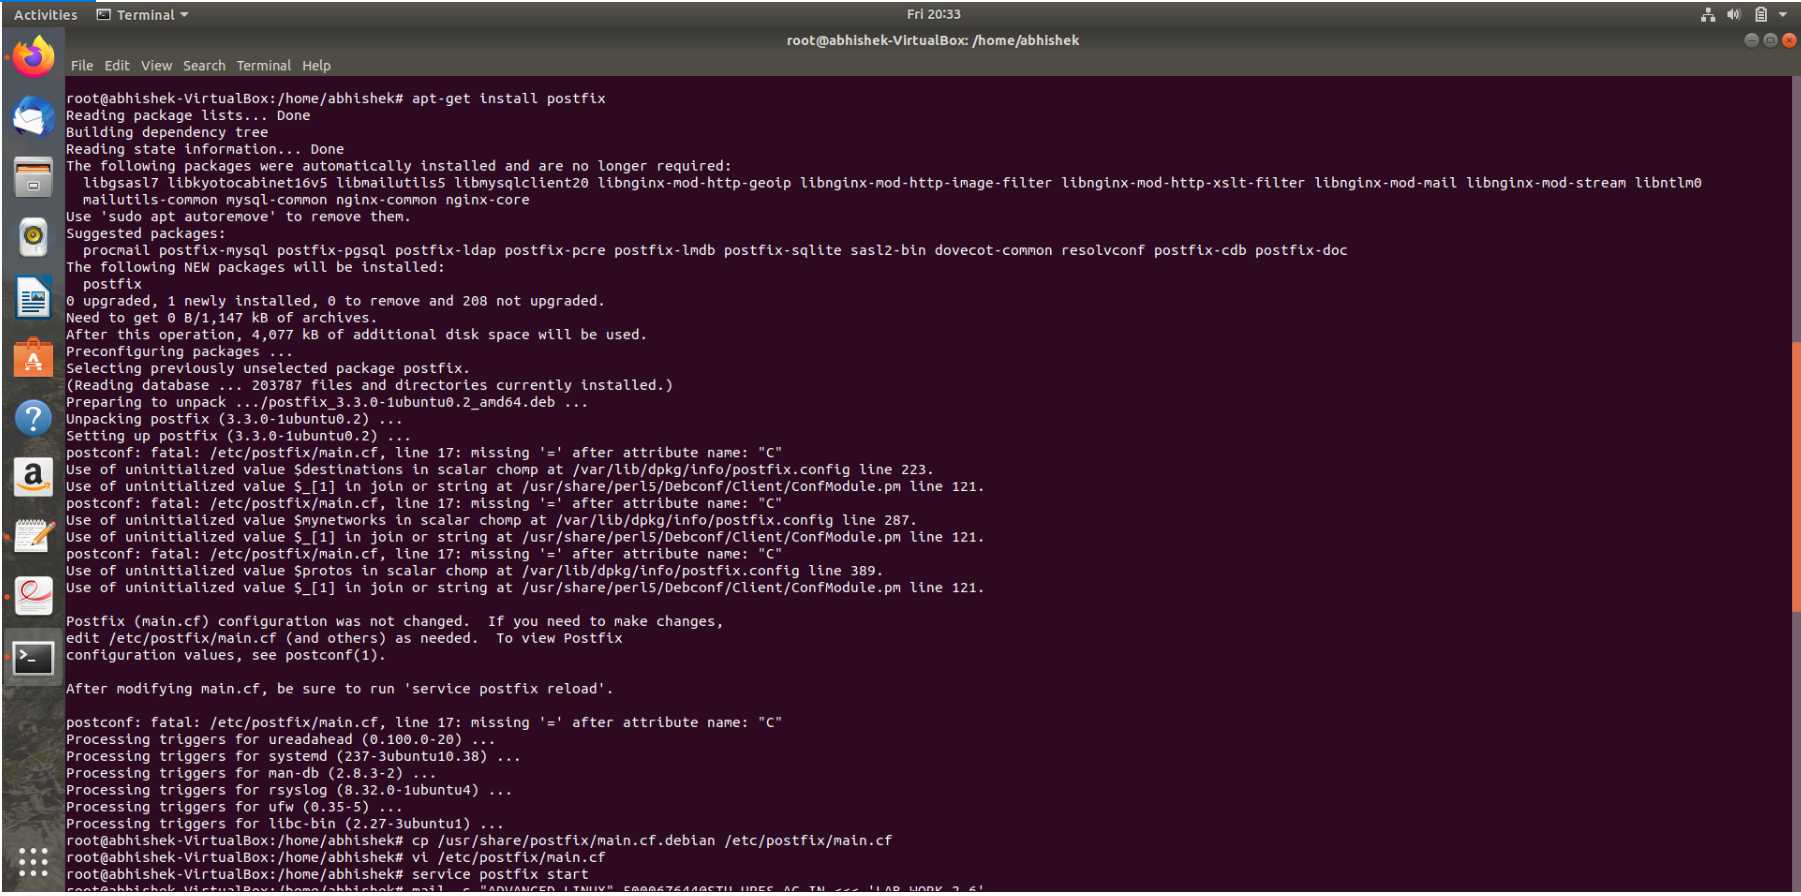 Activities Terminal Fri 20:33
root@abhishek-VirtualBox: /home/abhishek
File Edit View Search Terminal Help
root@abhishek-VirtualBox:/home/abhishek# apt-get install postfix
Reading package lists... Done
Building dependency tree
Reading state information... Done
The following packages were automatically installed and are no longer required:
libgsasl7 libkyotocabinet16v5 libmailutils5 libmysqlclient20 libnginx-mod-http-geoip libnginx-mod-http-image-filter libnginx-mod-http-xslt-filter libnginx-mod-mail libnginx-mod-stream libntlm0
mailutils-common mysql-common nginx-common nginx-core
Use 'sudo apt autoremove' to remove them.
Suggested packages:
procmail postfix-mysql postfix-pgsql postfix-ldap postfix-pcre postfix-lmdb postfix-sqlite sasl2-bin dovecot-common resolvconf postfix-cdb postfix-doc
The following NEW packages will be installed:
postfix
0 upgraded, 1 newly installed, 0 to remove and 208 not upgraded.
Need to get 0 B/1,147 kB of archives.
After this operation, 4,077 kB of additional disk space will be used.
Preconfiguring packages ...
Selecting previously unselected package postfix.
(Reading database ... 203787 files and directories currently installed.)
Preparing to unpack .../postfix_3.3.0-1ubuntu0.2_amd64.deb ...
Unpacking postfix (3.3.0-1ubuntu0.2) ...
Setting up postfix (3.3.0-1ubuntu0.2) ...
postconf: fatal: /etc/postfix/main.cf, line 17: missing '=' after attribute name: "C"
Use of uninitialized value $destinations in scalar chomp at /var/lib/dpkg/info/postfix.config line 223.
Use of uninitialized value $_[1] in join or string at /usr/share/perl5/Debconf/Client/ConfModule.pm line 121.
postconf: fatal: /etc/postfix/main.cf, line 17: missing '=' after attribute name: "C"
Use of uninitialized value $mynetworks in scalar chomp at /var/lib/dpkg/info/postfix.config line 287.
Use of uninitialized value $_[1] in join or string at /usr/share/perl5/Debconf/Client/ConfModule.pm line 121.
postconf: fatal: /etc/postfix/main.cf, line 17: missing '=' after attribute name: "C"
Use of uninitialized value $protos in scalar chomp at /var/lib/dpkg/info/postfix.config line 389.
Use of uninitialized value $_[1] in join or string at /usr/share/perl5/Debconf/Client/ConfModule.pm line 121.
Postfix (main.cf) configuration was not changed.  If you need to make changes,
edit /etc/postfix/main.cf (and others) as needed.  To view Postfix
configuration values, see postconf(1).
After modifying main.cf, be sure to run 'service postfix reload'.
postconf: fatal: /etc/postfix/main.cf, line 17: missing '=' after attribute name: "C"
Processing triggers for ureadahead (0.100.0-20) ...
Processing triggers for systemd (237-3ubuntu10.38) ...
Processing triggers for man-db (2.8.3-2) ...
Processing triggers for rsyslog (8.32.0-1ubuntu4) ...
Processing triggers for ufw (0.35-5) ...
Processing triggers for libc-bin (2.27-3ubuntu1) ...
root@abhishek-VirtualBox:/home/abhishek# cp /usr/share/postfix/main.cf.debian /etc/postfix/main.cf
root@abhishek-VirtualBox:/home/abhishek# vi /etc/postfix/main.cf
root@abhishek-VirtualBox:/home/abhishek# service postfix start
root@abhishek-VirtualBox:/home/abhishek# mail -s "ADVANCED LINUX"